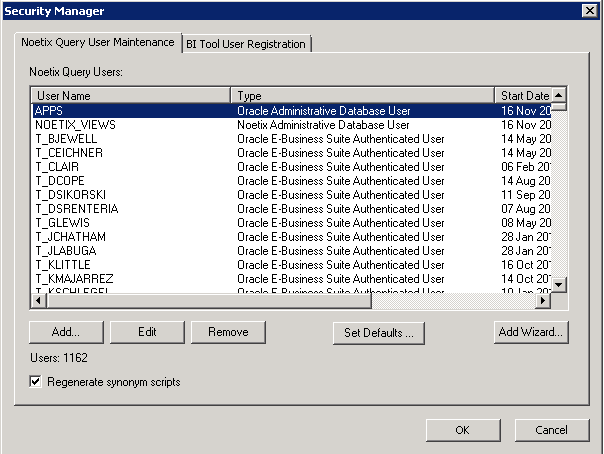 Security Manager
Noetix Query User Maintenance BI Tool User Registration
Noetix Query Users:
User Name Type Start Date
APPS Oracle Administrative Database User 16 Nov 20
NOETIX_VIEWS Noetix Administrative Database User 16 Nov 20
T_BJEWELL Oracle E-Business Suite Authenticated User 14 May 20
T_CEICHNER Oracle E-Business Suite Authenticated User 14 May 20
T_CLAIR Oracle E-Business Suite Authenticated User 06 Feb 20
T_DCOPE Oracle E-Business Suite Authenticated User 14 Aug 20
T_DSIKORSKI Oracle E-Business Suite Authenticated User 11 Sep 20
T_DSRENTERIA Oracle E-Business Suite Authenticated User 07 Aug 20
T_GLEWIS Oracle E-Business Suite Authenticated User 08 May 20
T_JCHATHAM Oracle E-Business Suite Authenticated User 28 Jan 20
T_JLABUGA Oracle E-Business Suite Authenticated User 28 Jan 20
T_KLITTLE Oracle E-Business Suite Authenticated User 16 Oct 20
T_KMAJARREZ Oracle E-Business Suite Authenticated User 14 Oct 20
T_KSCHLEGEL Oracle E-Business Suite Authenticated User 10 Jan 20
Add... Edit Remove Set Defaults ... Add Wizard...
Users: 1162
Regenerate synonym scripts
OK Cancel